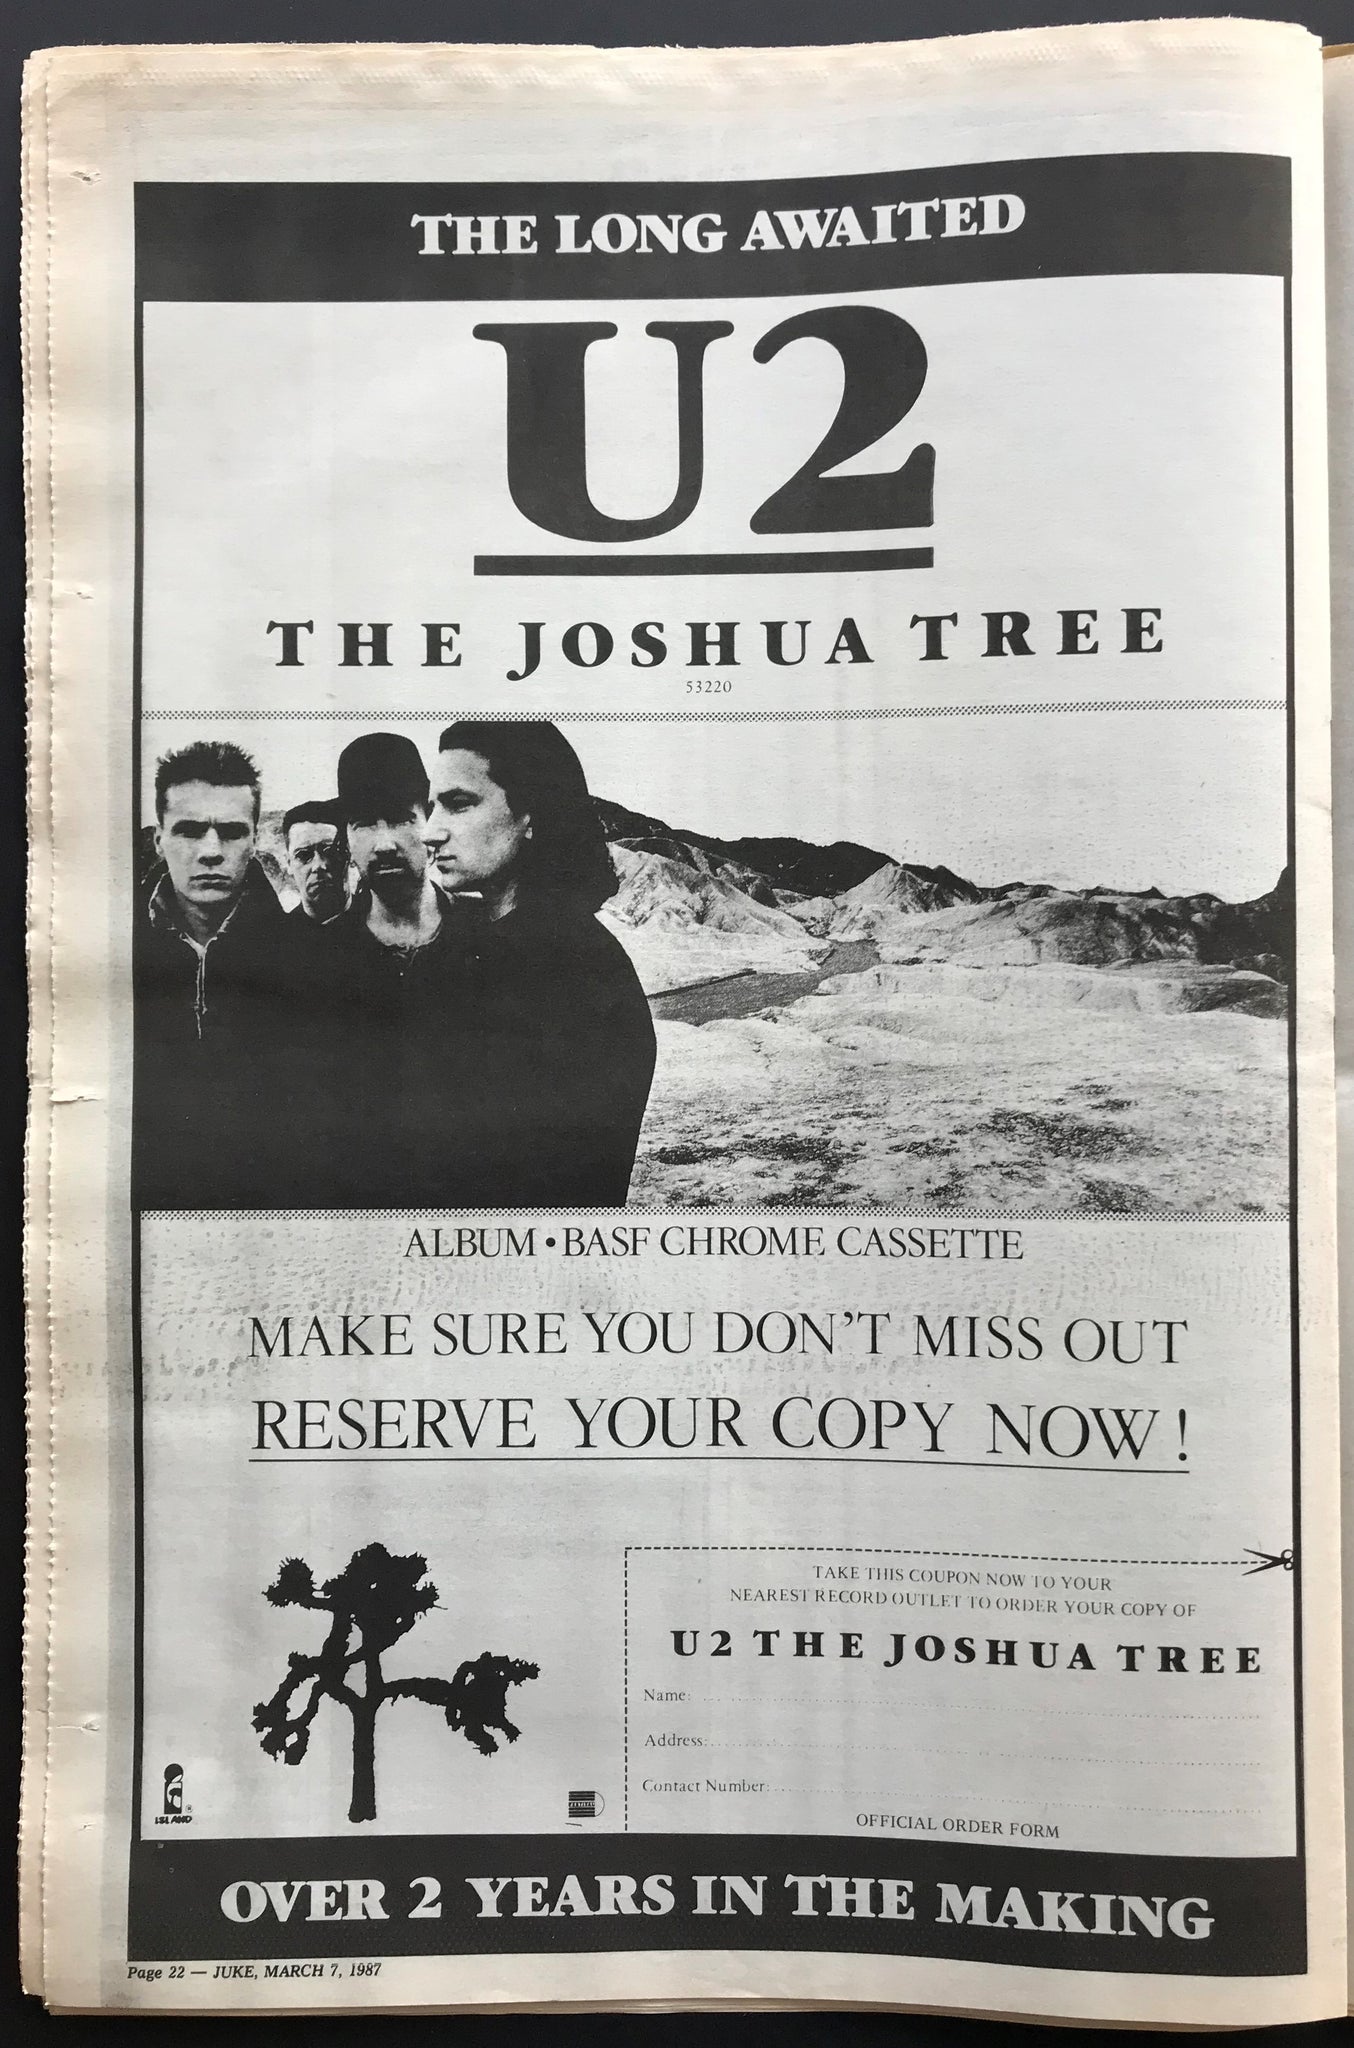 THE LONG AWAITED
U2
THE JOSHUA TREE
53220
ALBUM • BASF CHROME CASSETTE
MAKE SURE YOU DON'T MISS OUT
RESERVE YOUR COPY NOW!
TAKE THIS COUPON NOW TO YOUR
NEAREST RECORD OUTLET TO ORDER YOUR COPY OF
U2 THE JOSHUA TREE
Name:
Address:
Contact Number:
OFFICIAL ORDER FORM
ISLAND ®
OVER 2 YEARS IN THE MAKING
Page 22 — JUKE, MARCH 7, 1987